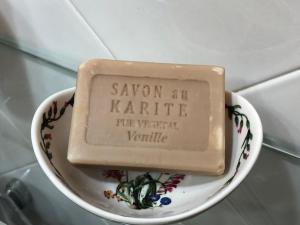 SAVON au
KARITE
PUR VEGETAL
Vanille